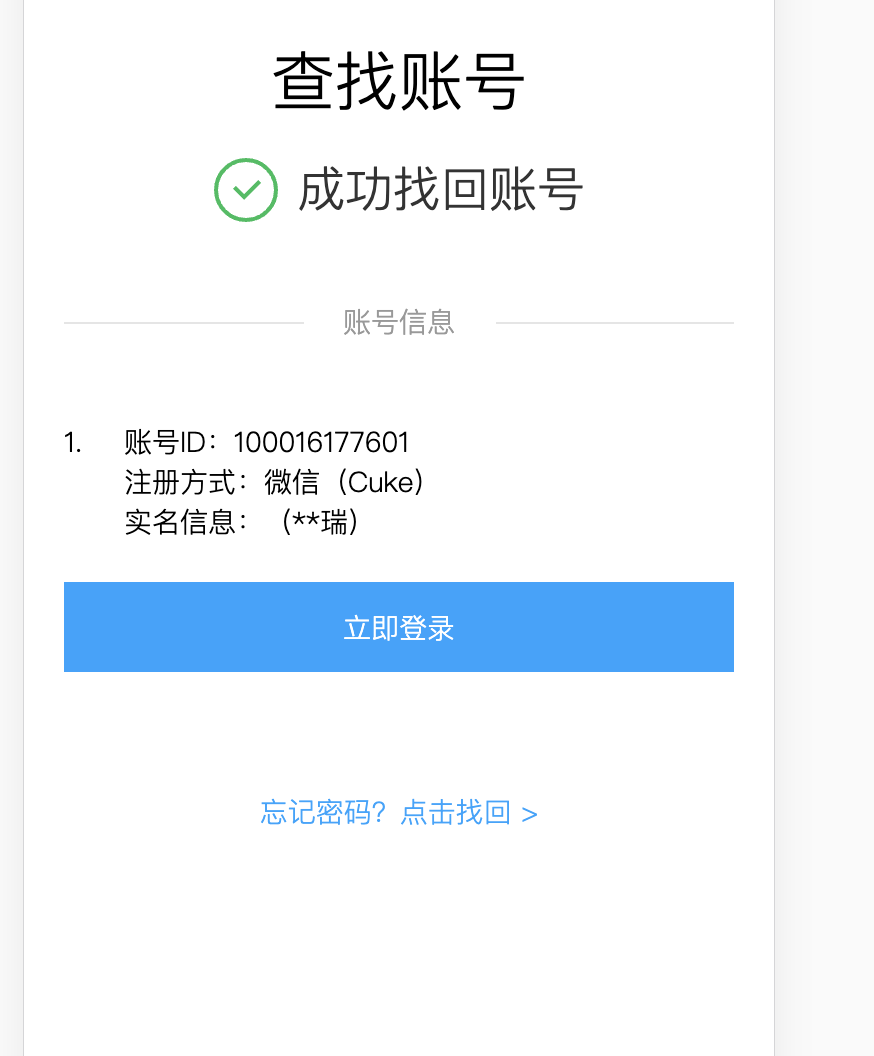 查找账号
成功找回账号
账号信息
1. 账号ID：100016177601
注册方式：微信（Cuke）
实名信息：（**瑞）
立即登录
忘记密码？点击找回 >